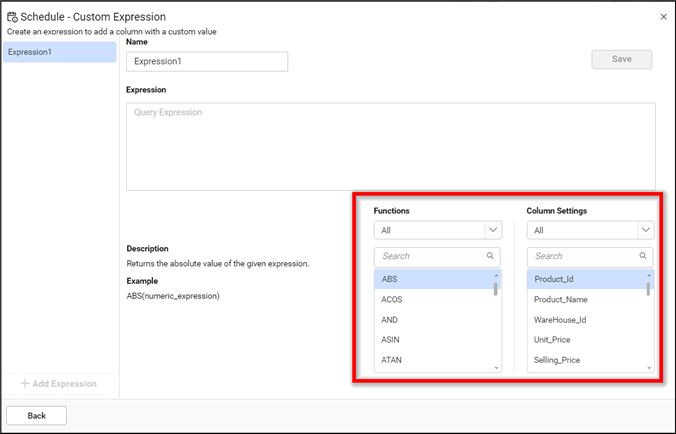 Schedule - Custom Expression
Create an expression to add a column with a custom value
Expression1
Name
Expression1
Save
Expression
Query Expression
Functions
Column Settings
All
All
Search
Search
Description
Returns the absolute value of the given expression.
Example
ABS(numeric_expression)
ABS
ACOS
AND
ASIN
ATAN
Product_Id
Product_Name
WareHouse_Id
Unit_Price
Selling_Price
+ Add Expression
Back